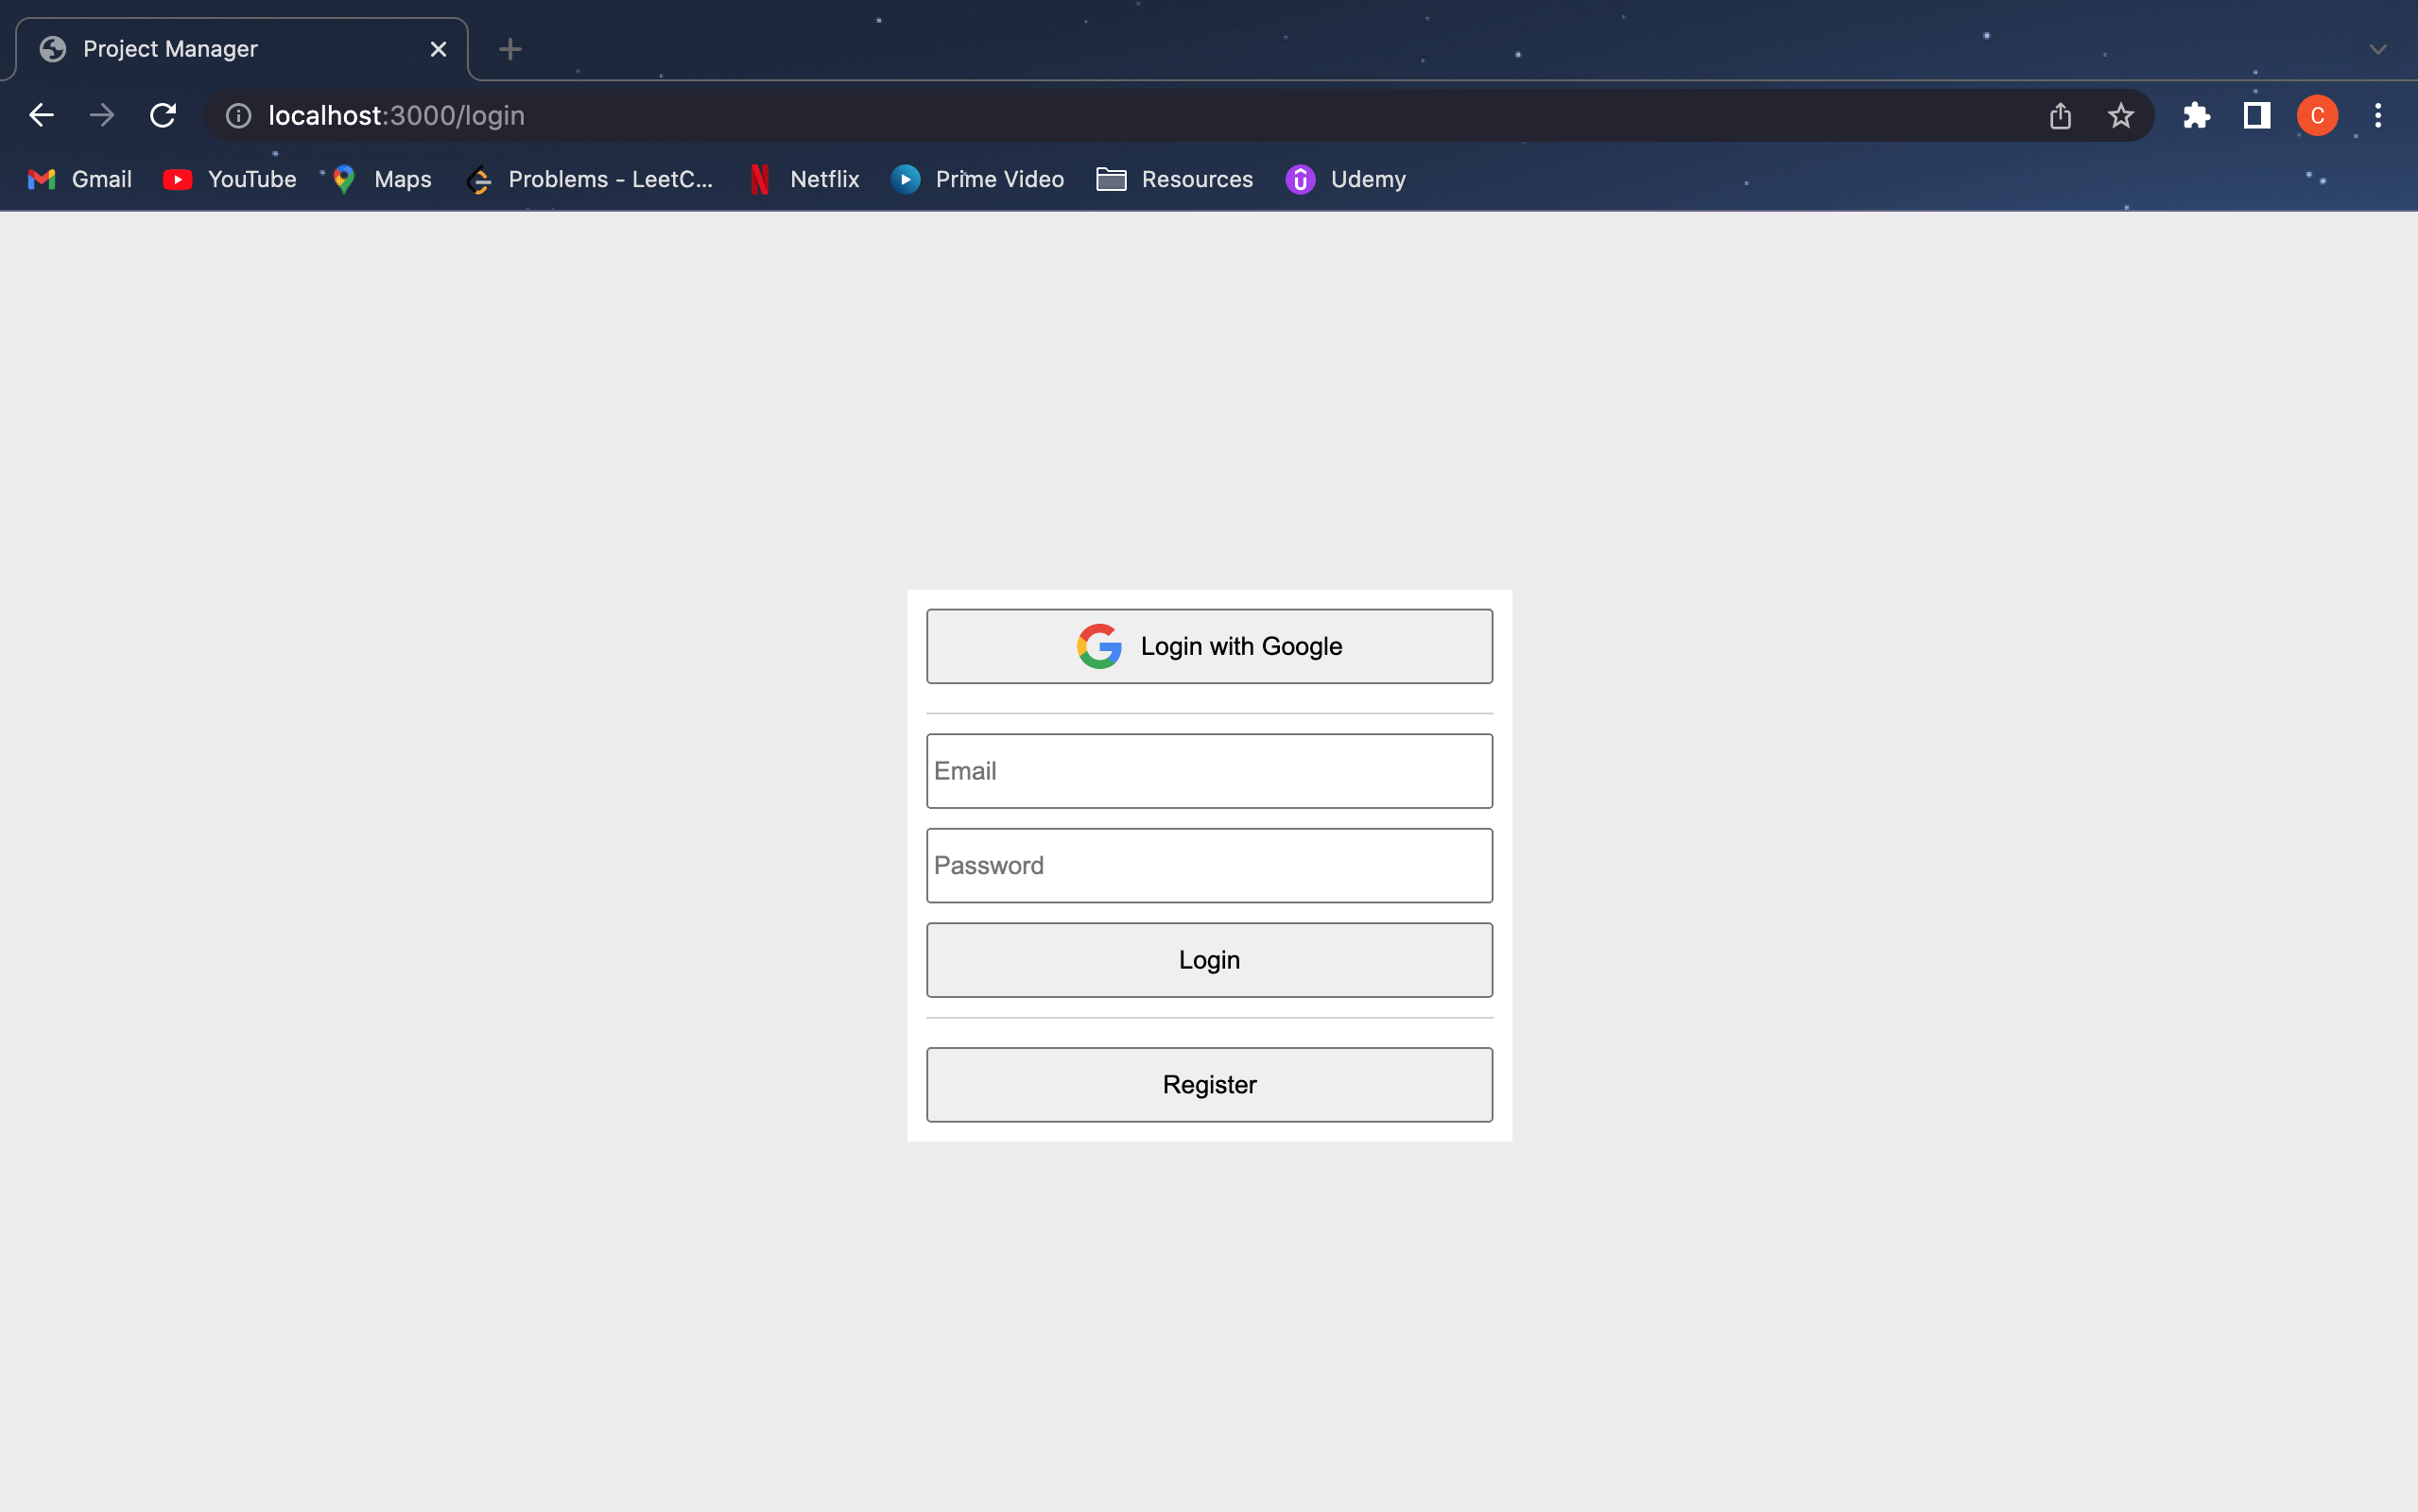 Project Manager
localhost:3000/login
C
Gmail YouTube Maps Problems - LeetC... Netflix Prime Video Resources Udemy
Login with Google
Email
Password
Login
Register